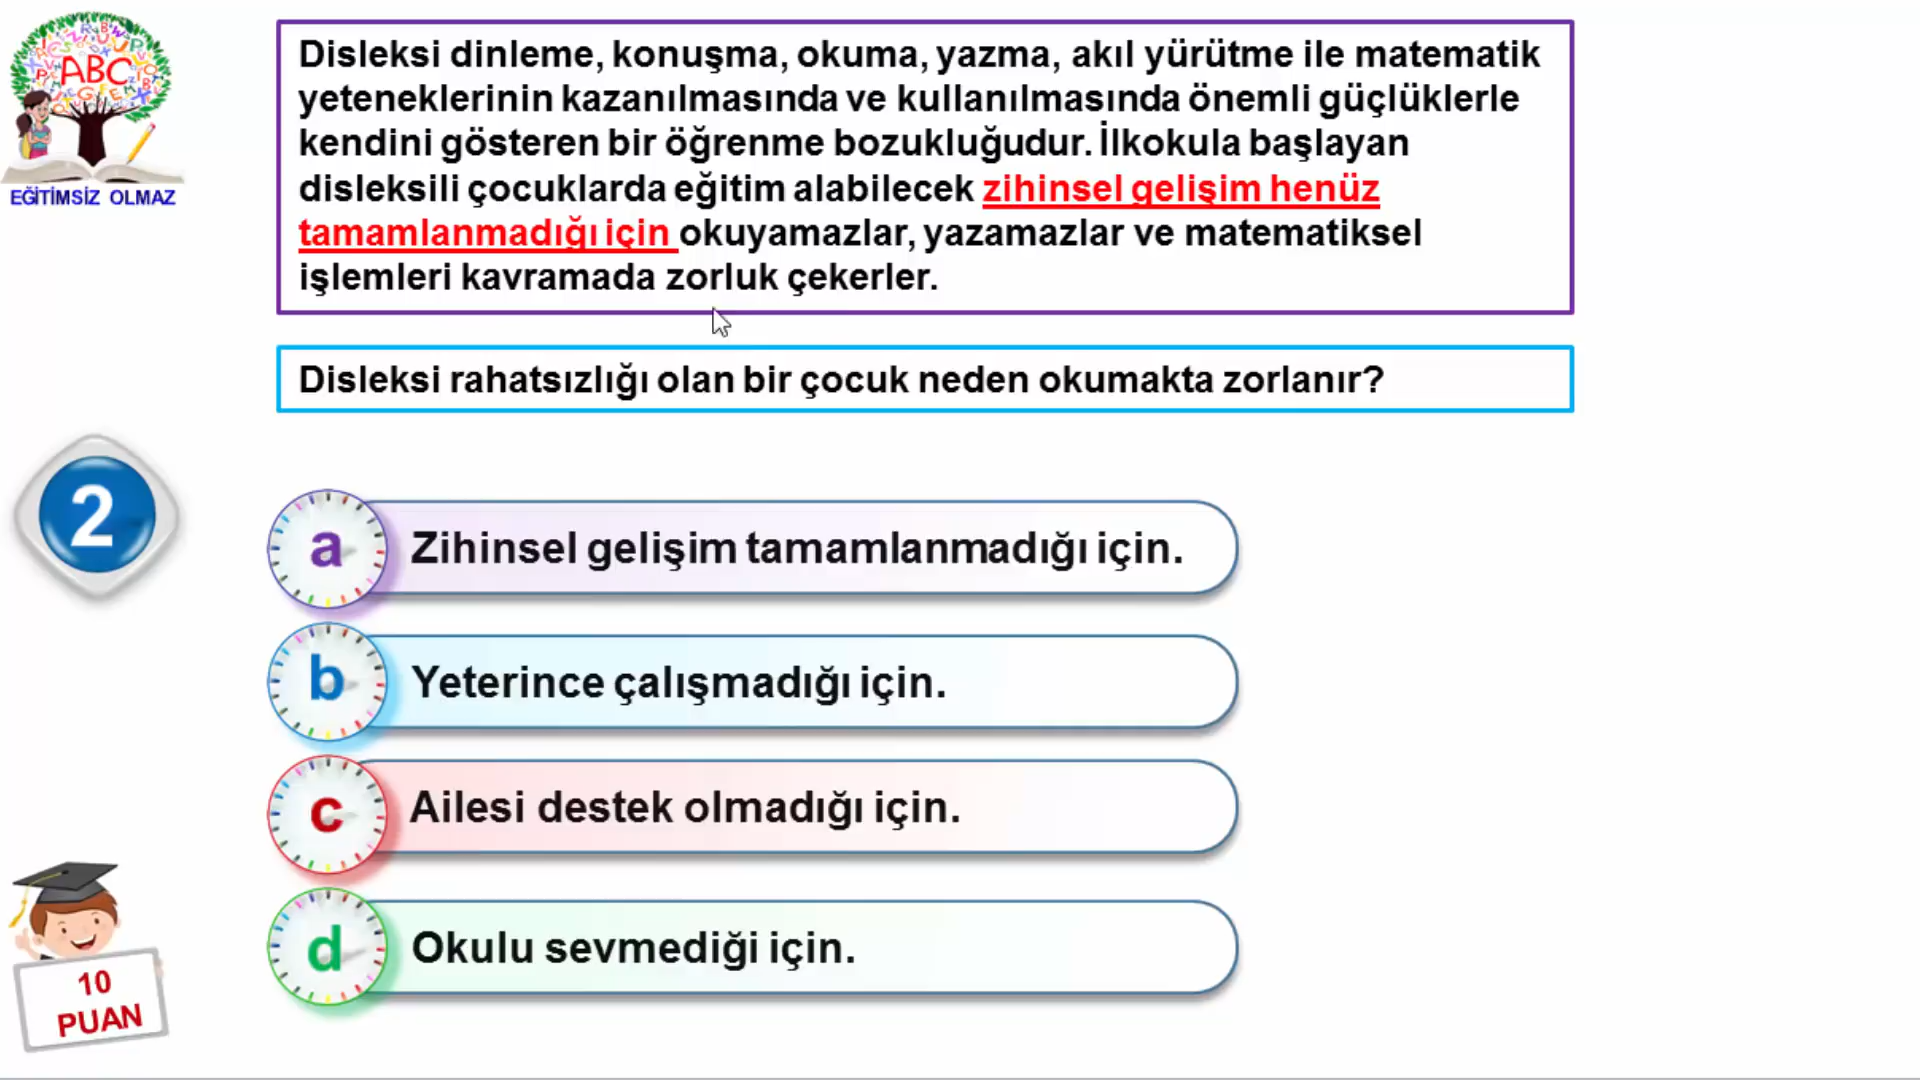 ABC
EĞİTİMSİZ OLMAZ
Disleksi dinleme, konuşma, okuma, yazma, akıl yürütme ile matematik
yeteneklerinin kazanılmasında ve kullanılmasında önemli güçlüklerle
kendini gösteren bir öğrenme bozukluğudur. İlkokula başlayan
disleksili çocuklarda eğitim alabilecek zihinsel gelişim henüz
tamamlanmadığı için okuyamazlar, yazamazlar ve matematiksel
işlemleri kavramada zorluk çekerler.
Disleksi rahatsızlığı olan bir çocuk neden okumakta zorlanır?
2
a Zihinsel gelişim tamamlanmadığı için.
b Yeterince çalışmadığı için.
c Ailesi destek olmadığı için.
d Okulu sevmediği için.
10
PUAN